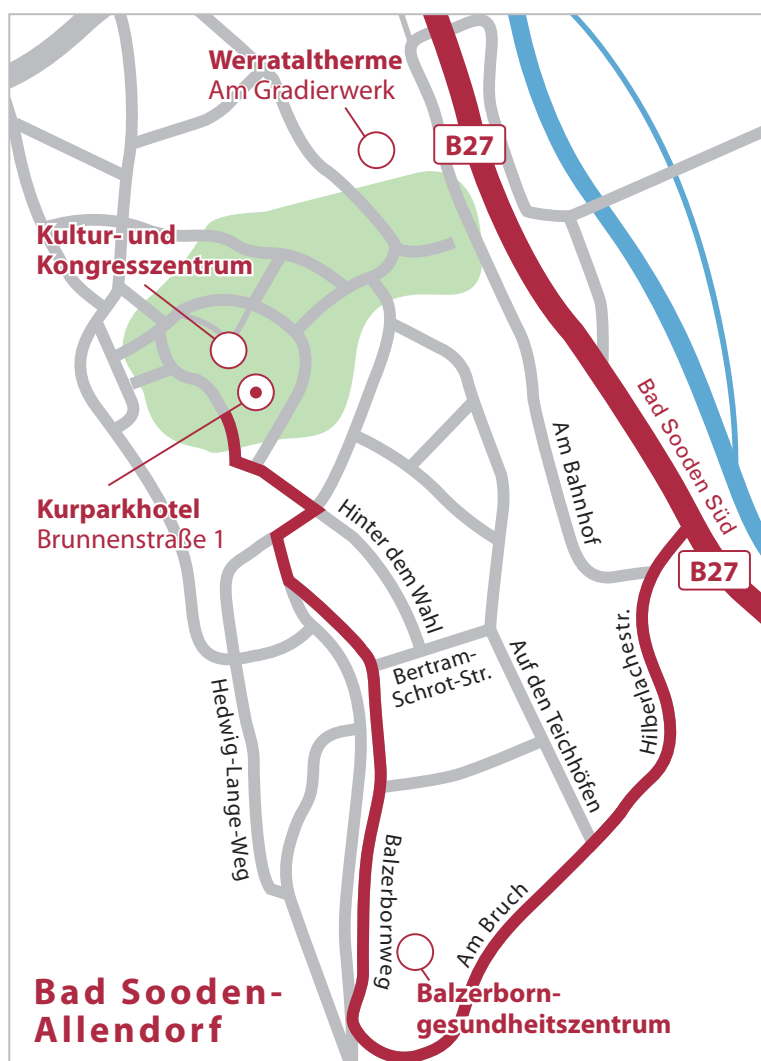 Werrataltherme
Am Gradierwerk
B27
Kultur- und
Kongresszentrum
Bad Sooden Süd
Kurparkhotel
Brunnenstraße 1
Am Bahnhof
Hinter dem Wahl
B27
Bertram-
Schrot-Str.
Auf den Teichhöfen
Hilberlachestr.
Hedwig-Lange-Weg
Balzerbornweg
Am Bruch
Balzerborn-
gesundheitszentrum
Bad Sooden-
Allendorf